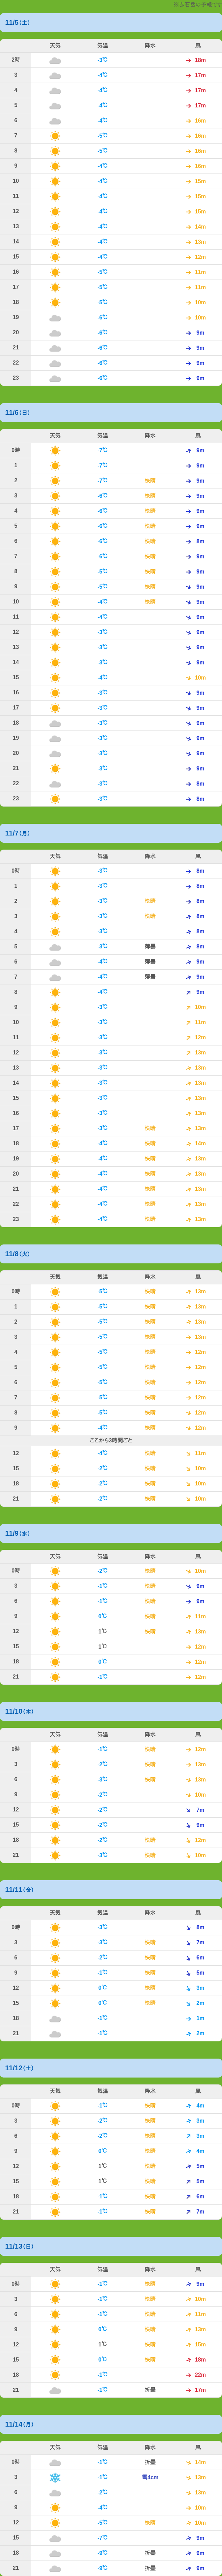 11/5(土)
天気 気温 降水 風
2時 -3℃ 18m
3 -4℃ 17m
4 -4℃ 17m
5 -4℃ 17m
6 -4℃ 16m
7 -5℃ 16m
8 -5℃ 16m
9 -4℃ 16m
10 -4℃ 15m
11 -4℃ 15m
12 -4℃ 15m
13 -4℃ 14m
14 -4℃ 13m
15 -4℃ 12m
16 -5℃ 11m
17 -5℃ 11m
18 -5℃ 10m
19 -6℃ 10m
20 -6℃ 9m
21 -6℃ 9m
22 -6℃ 9m
23 -6℃ 9m
11/6(日)
天気 気温 降水 風
0時 -7℃ 9m
1 -7℃ 9m
2 -7℃ 快晴 9m
3 -6℃ 快晴 9m
4 -6℃ 快晴 9m
5 -6℃ 快晴 9m
6 -6℃ 快晴 8m
7 -6℃ 快晴 9m
8 -5℃ 快晴 9m
9 -5℃ 快晴 9m
10 -4℃ 快晴 9m
11 -4℃ 9m
12 -3℃ 9m
13 -3℃ 9m
14 -3℃ 9m
15 -4℃ 10m
16 -3℃ 9m
17 -3℃ 9m
18 -3℃ 9m
19 -3℃ 9m
20 -3℃ 9m
21 -3℃ 9m
22 -3℃ 8m
23 -3℃ 8m
11/7(月)
天気 気温 降水 風
0時 -3℃ 8m
1 -3℃ 8m
2 -3℃ 快晴 8m
3 -3℃ 快晴 8m
4 -3℃ 8m
5 -3℃ 薄曇 8m
6 -4℃ 薄曇 9m
7 -4℃ 薄曇 9m
8 -4℃ 9m
9 -3℃ 10m
10 -3℃ 11m
11 -3℃ 12m
12 -3℃ 13m
13 -3℃ 13m
14 -3℃ 13m
15 -3℃ 13m
16 -3℃ 13m
17 -3℃ 快晴 13m
18 -4℃ 快晴 14m
19 -4℃ 快晴 13m
20 -4℃ 快晴 13m
21 -4℃ 快晴 13m
22 -4℃ 快晴 13m
23 -4℃ 快晴 13m
11/8(火)
天気 気温 降水 風
0時 -5℃ 快晴 13m
1 -5℃ 快晴 13m
2 -5℃ 快晴 13m
3 -5℃ 快晴 13m
4 -5℃ 快晴 12m
5 -5℃ 快晴 12m
6 -5℃ 快晴 12m
7 -5℃ 快晴 12m
8 -5℃ 快晴 12m
9 -4℃ 快晴 12m
ここから3時間ごと
12 -4℃ 快晴 11m
15 -2℃ 快晴 10m
18 -2℃ 快晴 10m
21 -2℃ 快晴 10m
11/9(水)
天気 気温 降水 風
0時 -2℃ 快晴 10m
3 -1℃ 快晴 9m
6 -1℃ 快晴 9m
9 0℃ 快晴 11m
12 1℃ 快晴 13m
15 1℃ 12m
18 0℃ 12m
21 -1℃ 12m
11/10(木)
天気 気温 降水 風
0時 -1℃ 快晴 12m
3 -2℃ 快晴 13m
6 -3℃ 快晴 13m
9 -2℃ 10m
12 -2℃ 7m
15 -2℃ 9m
18 -2℃ 快晴 12m
21 -3℃ 快晴 10m
11/11(金)
天気 気温 降水 風
0時 -3℃ 8m
3 -3℃ 快晴 7m
6 -2℃ 快晴 6m
9 -1℃ 快晴 5m
12 0℃ 快晴 3m
15 0℃ 快晴 2m
18 -1℃ 1m
21 -1℃ 2m
11/12(土)
天気 気温 降水 風
0時 -1℃ 快晴 4m
3 -2℃ 快晴 3m
6 -2℃ 快晴 3m
9 0℃ 快晴 4m
12 1℃ 快晴 5m
15 1℃ 快晴 5m
18 -1℃ 快晴 6m
21 -1℃ 快晴 7m
11/13(日)
天気 気温 降水 風
0時 -1℃ 快晴 9m
3 -1℃ 快晴 10m
6 -1℃ 快晴 11m
9 0℃ 快晴 13m
12 1℃ 快晴 15m
15 0℃ 快晴 18m
18 -1℃ 22m
21 -1℃ 折曇 17m
11/14(月)
天気 気温 降水 風
0時 -1℃ 折曇 14m
3 -1℃ 雪4cm 13m
6 -2℃ 13m
9 -4℃ 10m
12 -5℃ 快晴 10m
15 -7℃ 9m
18 -9℃ 折曇 9m
21 -9℃ 折曇 9m